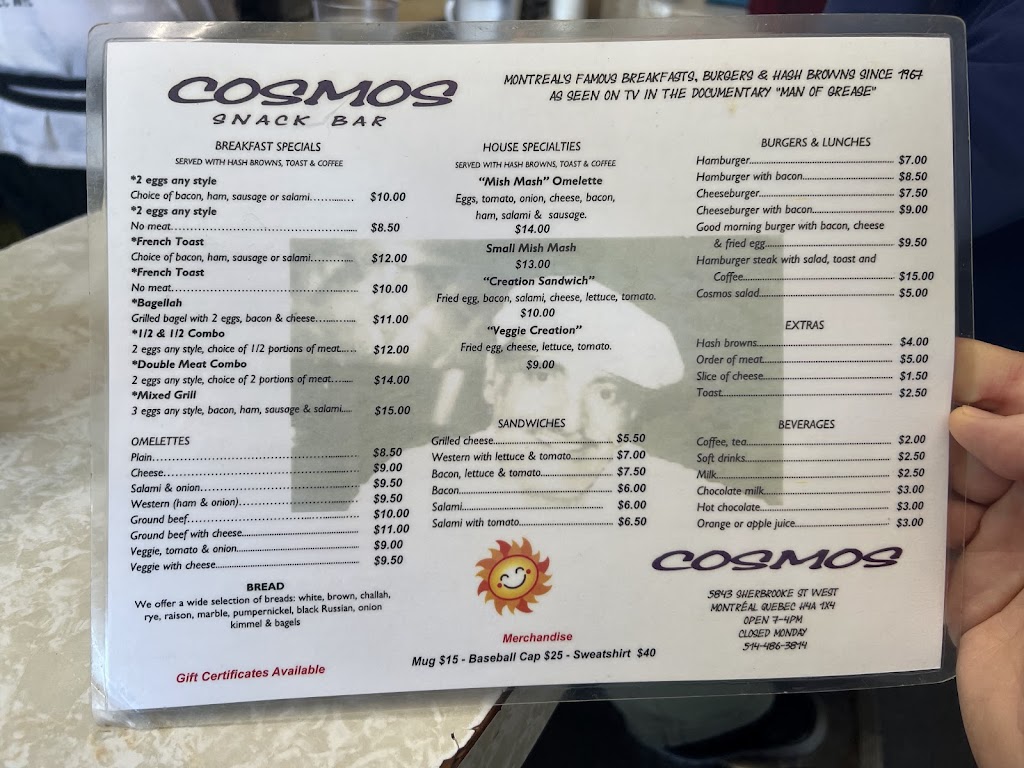 COSMOS
SNACK BAR
MONTREAL'S FAMOUS BREAKFASTS, BURGERS & HASH BROWNS SINCE 1967
AS SEEN ON TV IN THE DOCUMENTARY "MAN OF GREASE"
BREAKFAST SPECIALS
SERVED WITH HASH BROWNS, TOAST & COFFEE
*2 eggs any style
Choice of bacon, ham, sausage or salami............ $10.00
*2 eggs any style
No meat............ $8.50
*French Toast
Choice of bacon, ham, sausage or salami............ $12.00
*French Toast
No meat............ $10.00
*Bagellah
Grilled bagel with 2 eggs, bacon & cheese............ $11.00
*1/2 & 1/2 Combo
2 eggs any style, choice of 1/2 portions of meat...... $12.00
*Double Meat Combo
2 eggs any style, choice of 2 portions of meat....... $14.00
*Mixed Grill
3 eggs any style, bacon, ham, sausage & salami.... $15.00
OMELETTES
Plain............ $8.50
Cheese............ $9.00
Salami & onion............ $9.50
Western (ham & onion)............ $9.50
Ground beef............ $10.00
Ground beef with cheese............ $11.00
Veggie, tomato & onion............ $9.00
Veggie with cheese............ $9.50
BREAD
We offer a wide selection of breads: white, brown, challah,
rye, raison, marble, pumpernickel, black Russian, onion
kimmel & bagels
Gift Certificates Available
HOUSE SPECIALTIES
SERVED WITH HASH BROWNS, TOAST & COFFEE
"Mish Mash" Omelette
Eggs, tomato, onion, cheese, bacon,
ham, salami & sausage.
$14.00
Small Mish Mash
$13.00
"Creation Sandwich"
Fried egg, bacon, salami, cheese, lettuce, tomato.
$10.00
"Veggie Creation"
Fried egg, cheese, lettuce, tomato.
$9.00
SANDWICHES
Grilled cheese............ $5.50
Western with lettuce & tomato............ $7.00
Bacon, lettuce & tomato............ $7.50
Bacon............ $6.00
Salami............ $6.00
Salami with tomato............ $6.50
Merchandise
Mug $15 - Baseball Cap $25 - Sweatshirt $40
BURGERS & LUNCHES
Hamburger............ $7.00
Hamburger with bacon............ $8.50
Cheeseburger............ $7.50
Cheeseburger with bacon............ $9.00
Good morning burger with bacon, cheese
& fried egg............ $9.50
Hamburger steak with salad, toast and
Coffee............ $15.00
Cosmos salad............ $5.00
EXTRAS
Hash browns............ $4.00
Order of meat............ $5.00
Slice of cheese............ $1.50
Toast............ $2.50
BEVERAGES
Coffee, tea............ $2.00
Soft drinks............ $2.50
Milk............ $2.50
Chocolate milk............ $3.00
Hot chocolate............ $3.00
Orange or apple juice............ $3.00
COSMOS
5843 SHERBROOKE ST WEST
MONTRÉAL QUEBEC H4A 1X4
OPEN 7-4PM
CLOSED MONDAY
514-486-3814